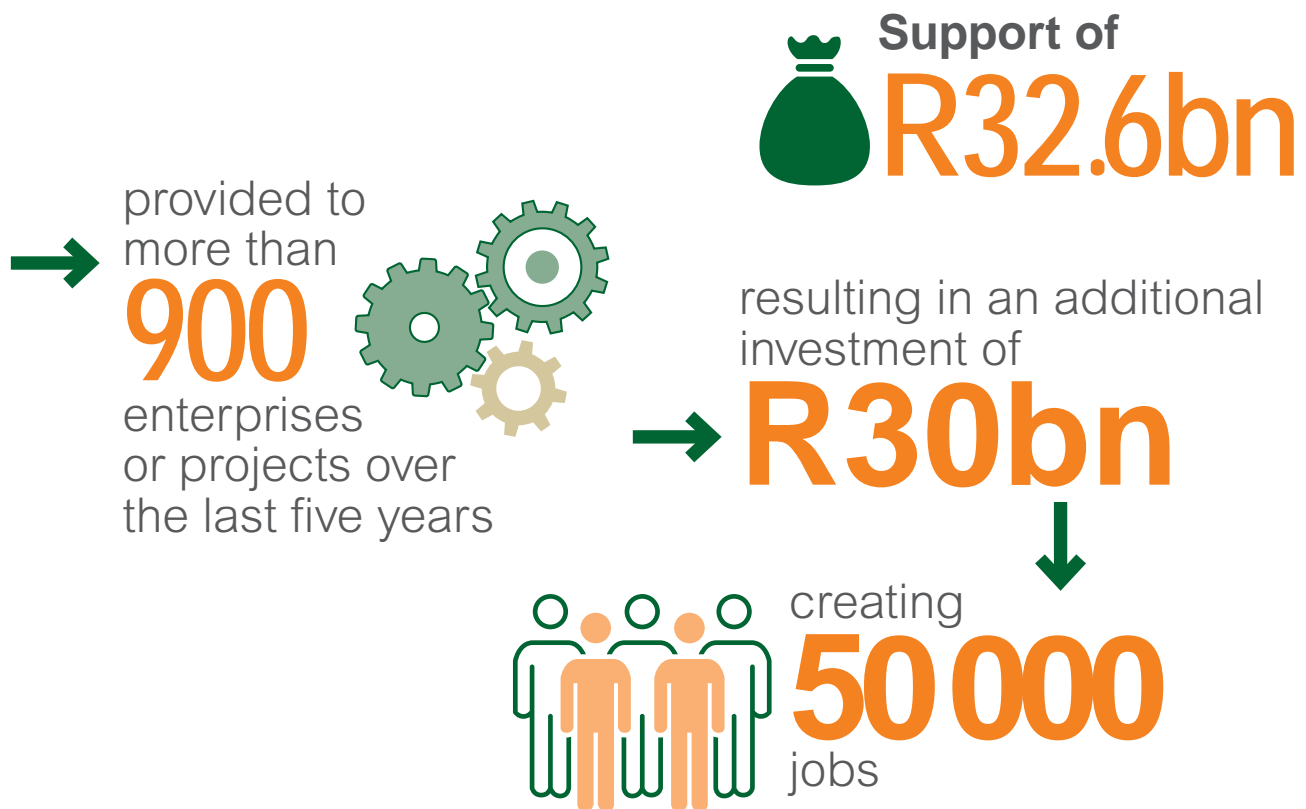 Support of
R32.6bn
provided to
more than
900
enterprises
or projects over
the last five years
resulting in an additional
investment of
R30bn
creating
50 000
jobs